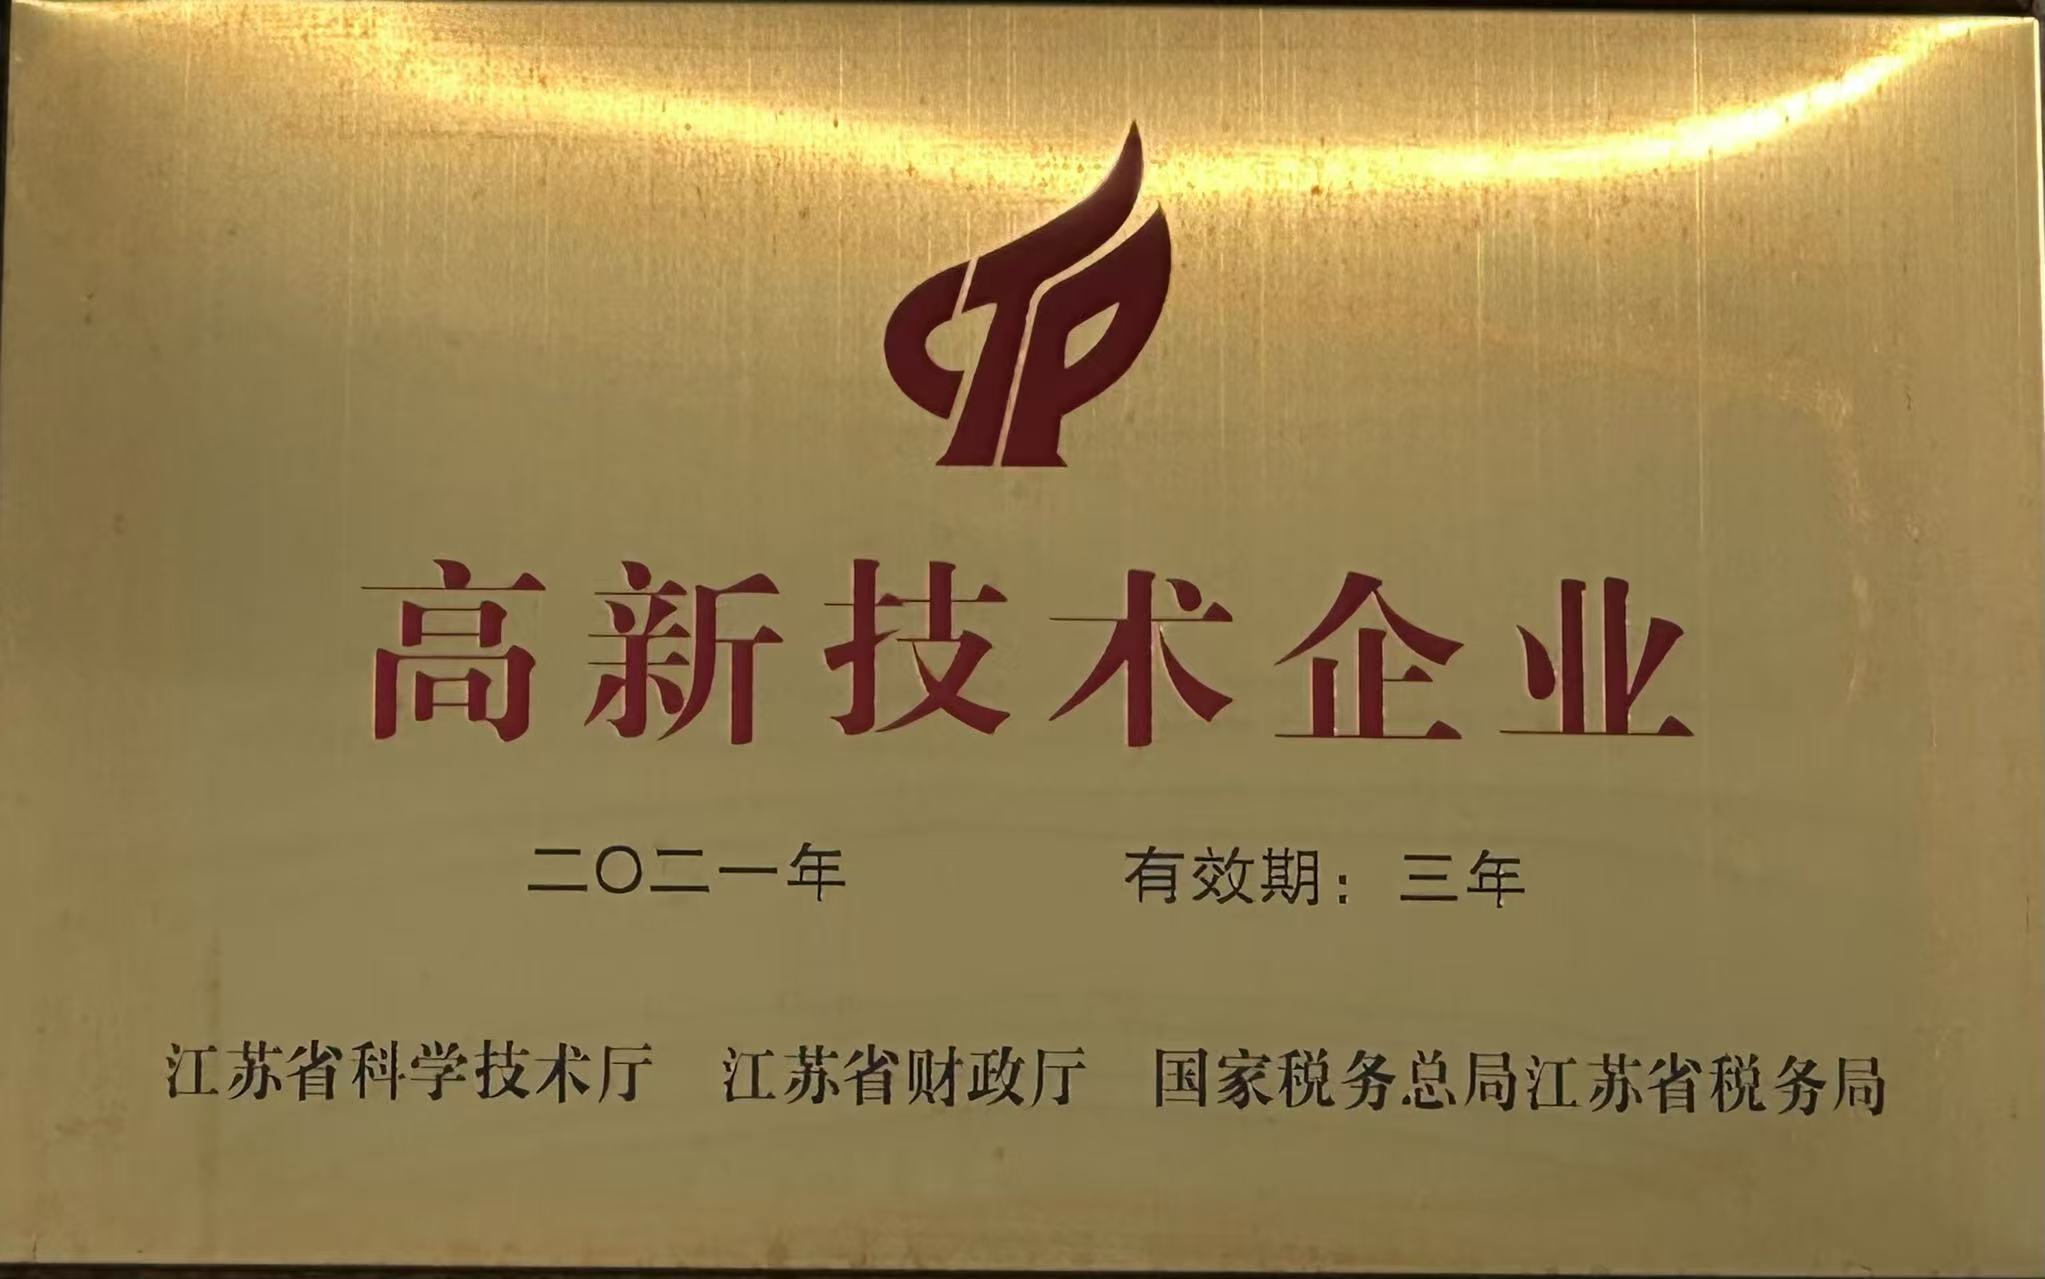 高新技术企业
二〇二一年 有效期：三年
江苏省科学技术厅 江苏省财政厅 国家税务总局江苏省税务局